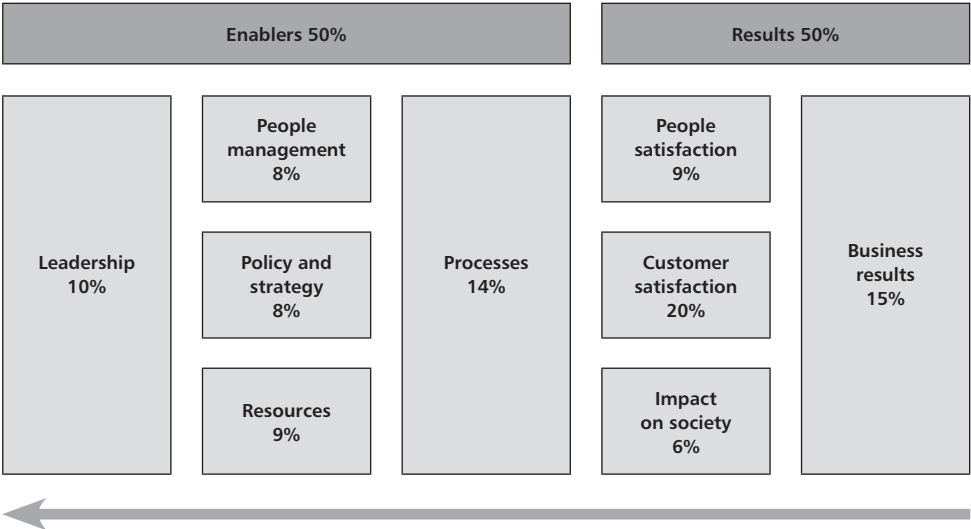 Enablers 50%
Results 50%
Leadership
10%
People
management
8%
Policy and
strategy
8%
Resources
9%
Processes
14%
People
satisfaction
9%
Customer
satisfaction
20%
Impact
on society
6%
Business
results
15%